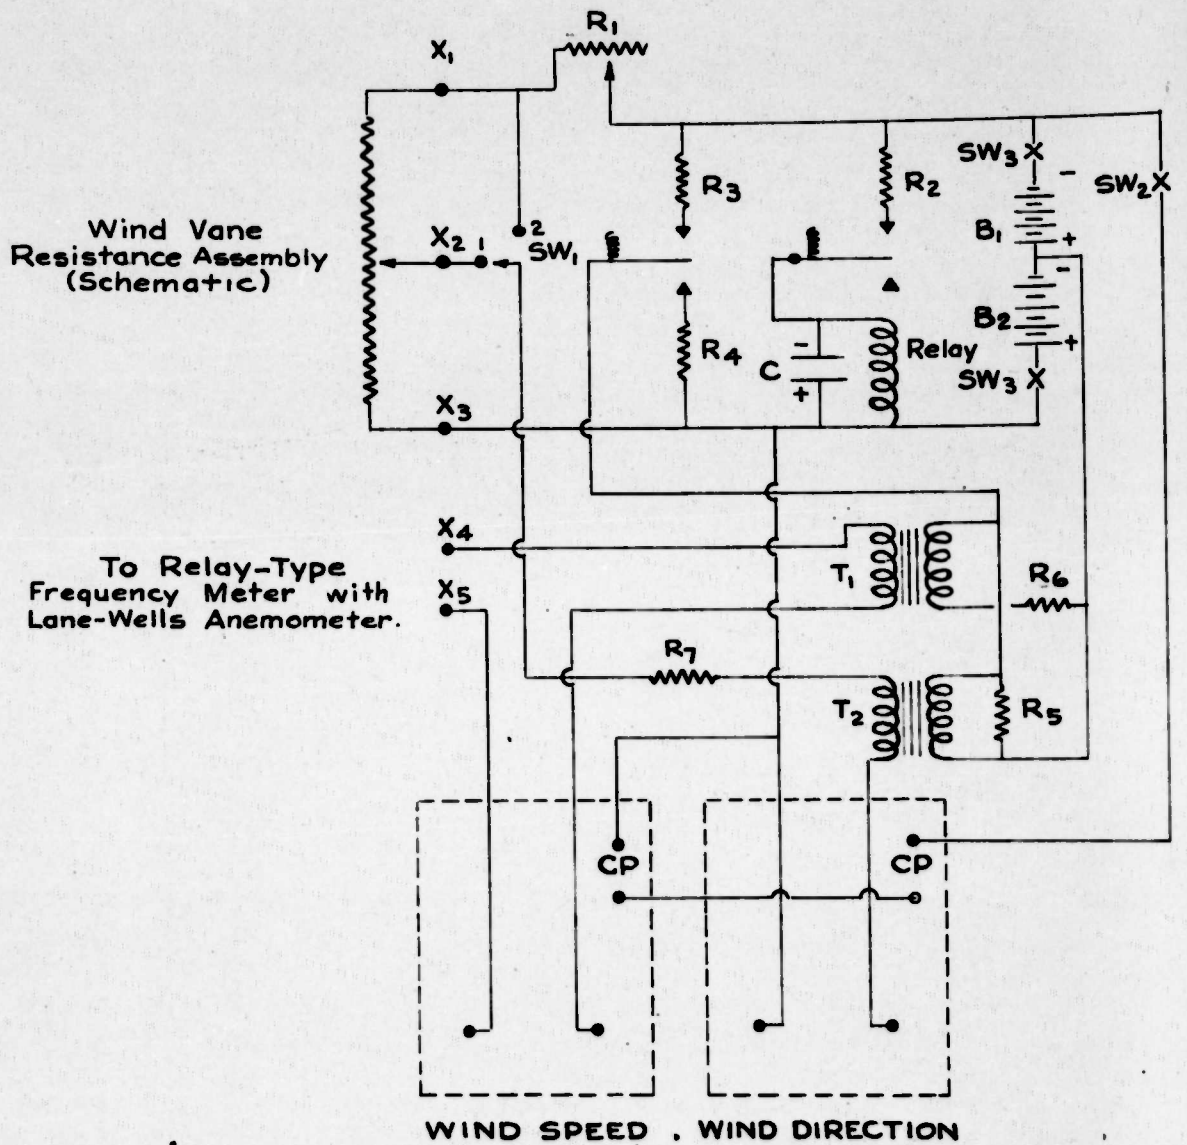 R1
X1
SW3
-
R3
R2
SW2
Wind Vane
Resistance Assembly
(Schematic)
2
X2 1
SW1
B1
+
-
B2
+
R4
-
C
+
Relay
SW3
X3
X4
To Relay-Type
Frequency Meter with
Lane-Wells Anemometer.
X5
T1
R6
R7
T2
R5
CP
CP
WIND SPEED . WIND DIRECTION